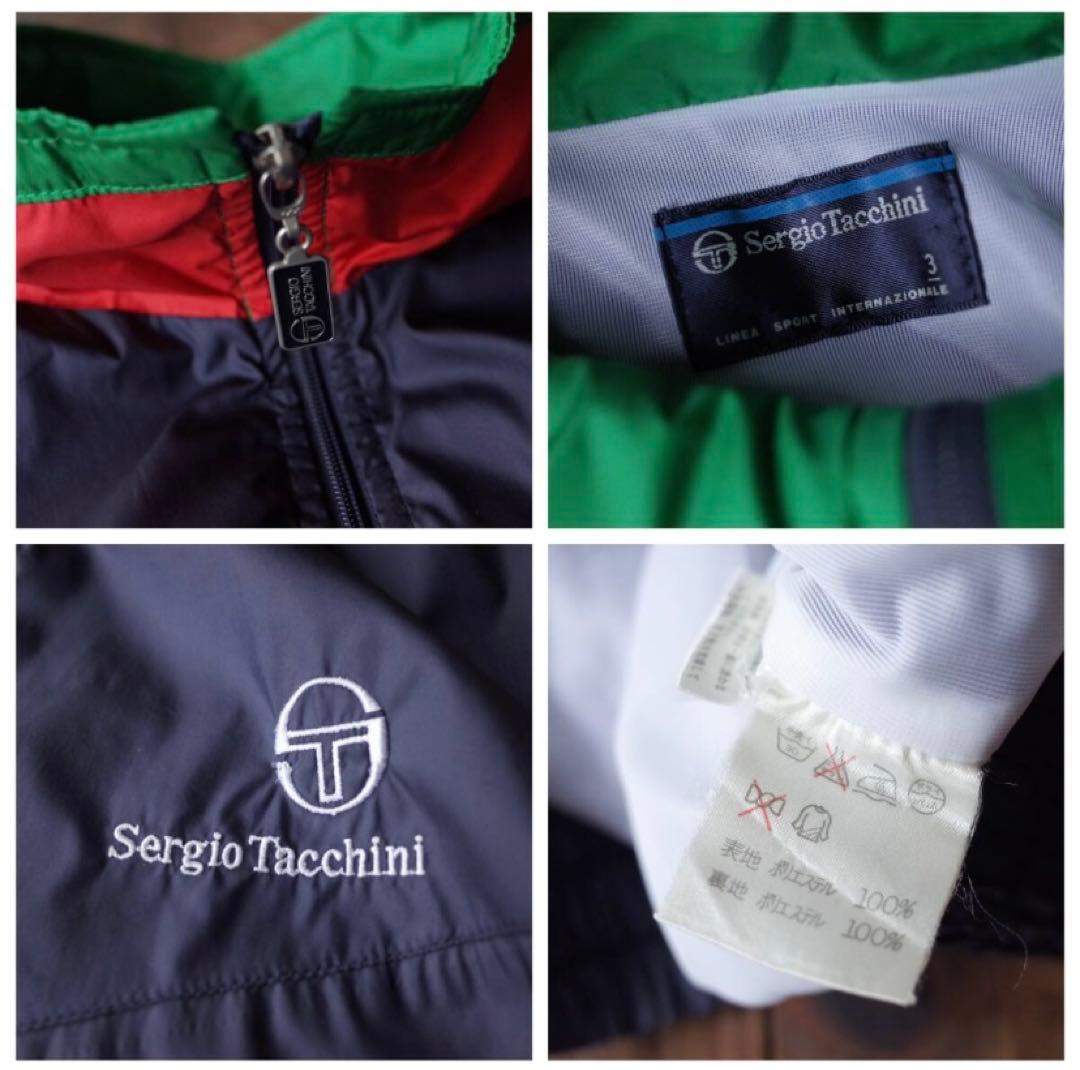 SERGIO
TACCHINI
Sergio Tacchini
3
LINEA SPORT INTERNAZIONALE
Sergio Tacchini
表地 ポリエステル 100%
裏地 ポリエステル 100%